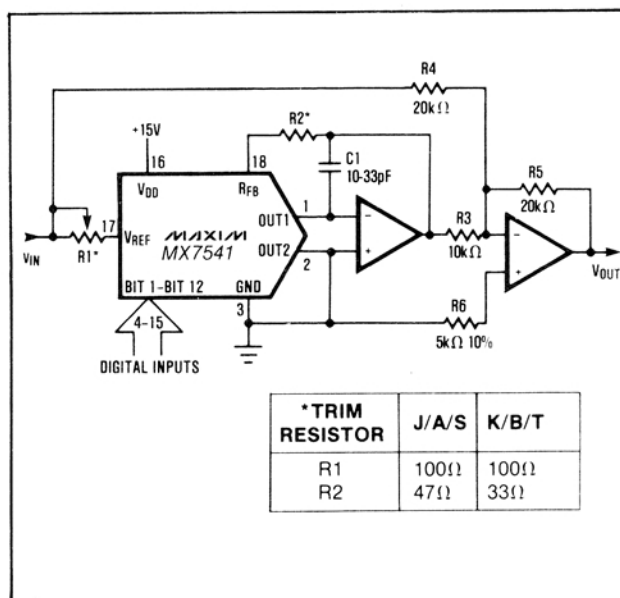 R4
20kΩ
+15V
R2*
16
18
C1
10-33pF
R5
20kΩ
VDD
RFB
1
17
VREF
MAXIM
MX7541
OUT1
−
R3
10kΩ
−
VIN
R1*
OUT2
2
+
+
VOUT
BIT 1–BIT 12
GND
3
R6
5kΩ 10%
4–15
DIGITAL INPUTS
*TRIM RESISTOR J/A/S K/B/T
R1 100Ω 100Ω
R2 47Ω 33Ω